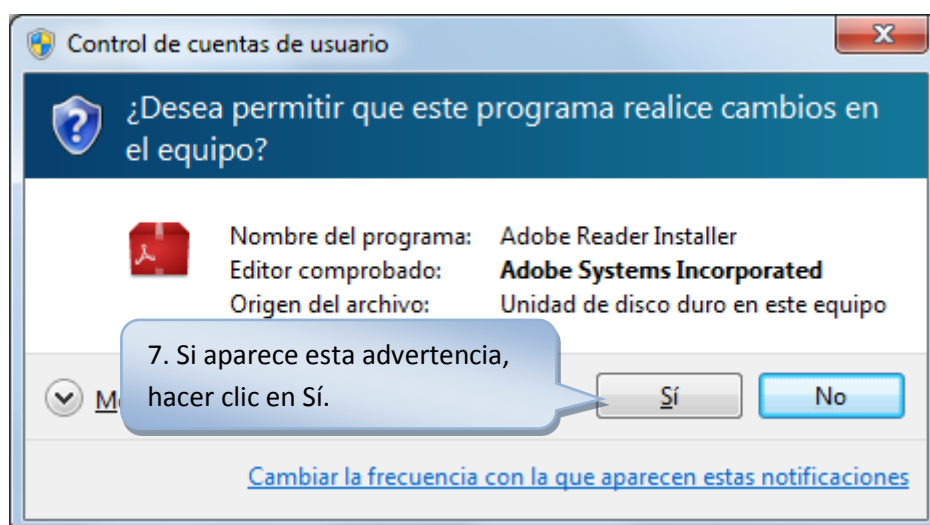 Control de cuentas de usuario
¿Desea permitir que este programa realice cambios en
el equipo?
Nombre del programa: Adobe Reader Installer
Editor comprobado: Adobe Systems Incorporated
Origen del archivo: Unidad de disco duro en este equipo
7. Si aparece esta advertencia,
hacer clic en Sí.
Sí No
Cambiar la frecuencia con la que aparecen estas notificaciones